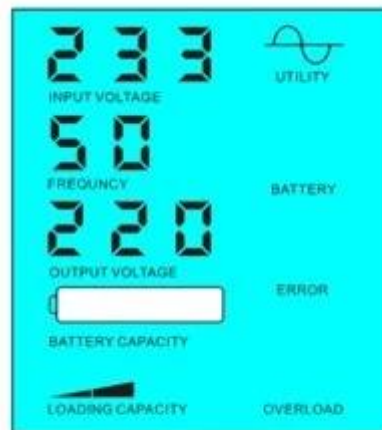 233
UTILITY
INPUT VOLTAGE
50
FREQUNCY
BATTERY
220
OUTPUT VOLTAGE
ERROR
BATTERY CAPACITY
LOADING CAPACITY
OVERLOAD